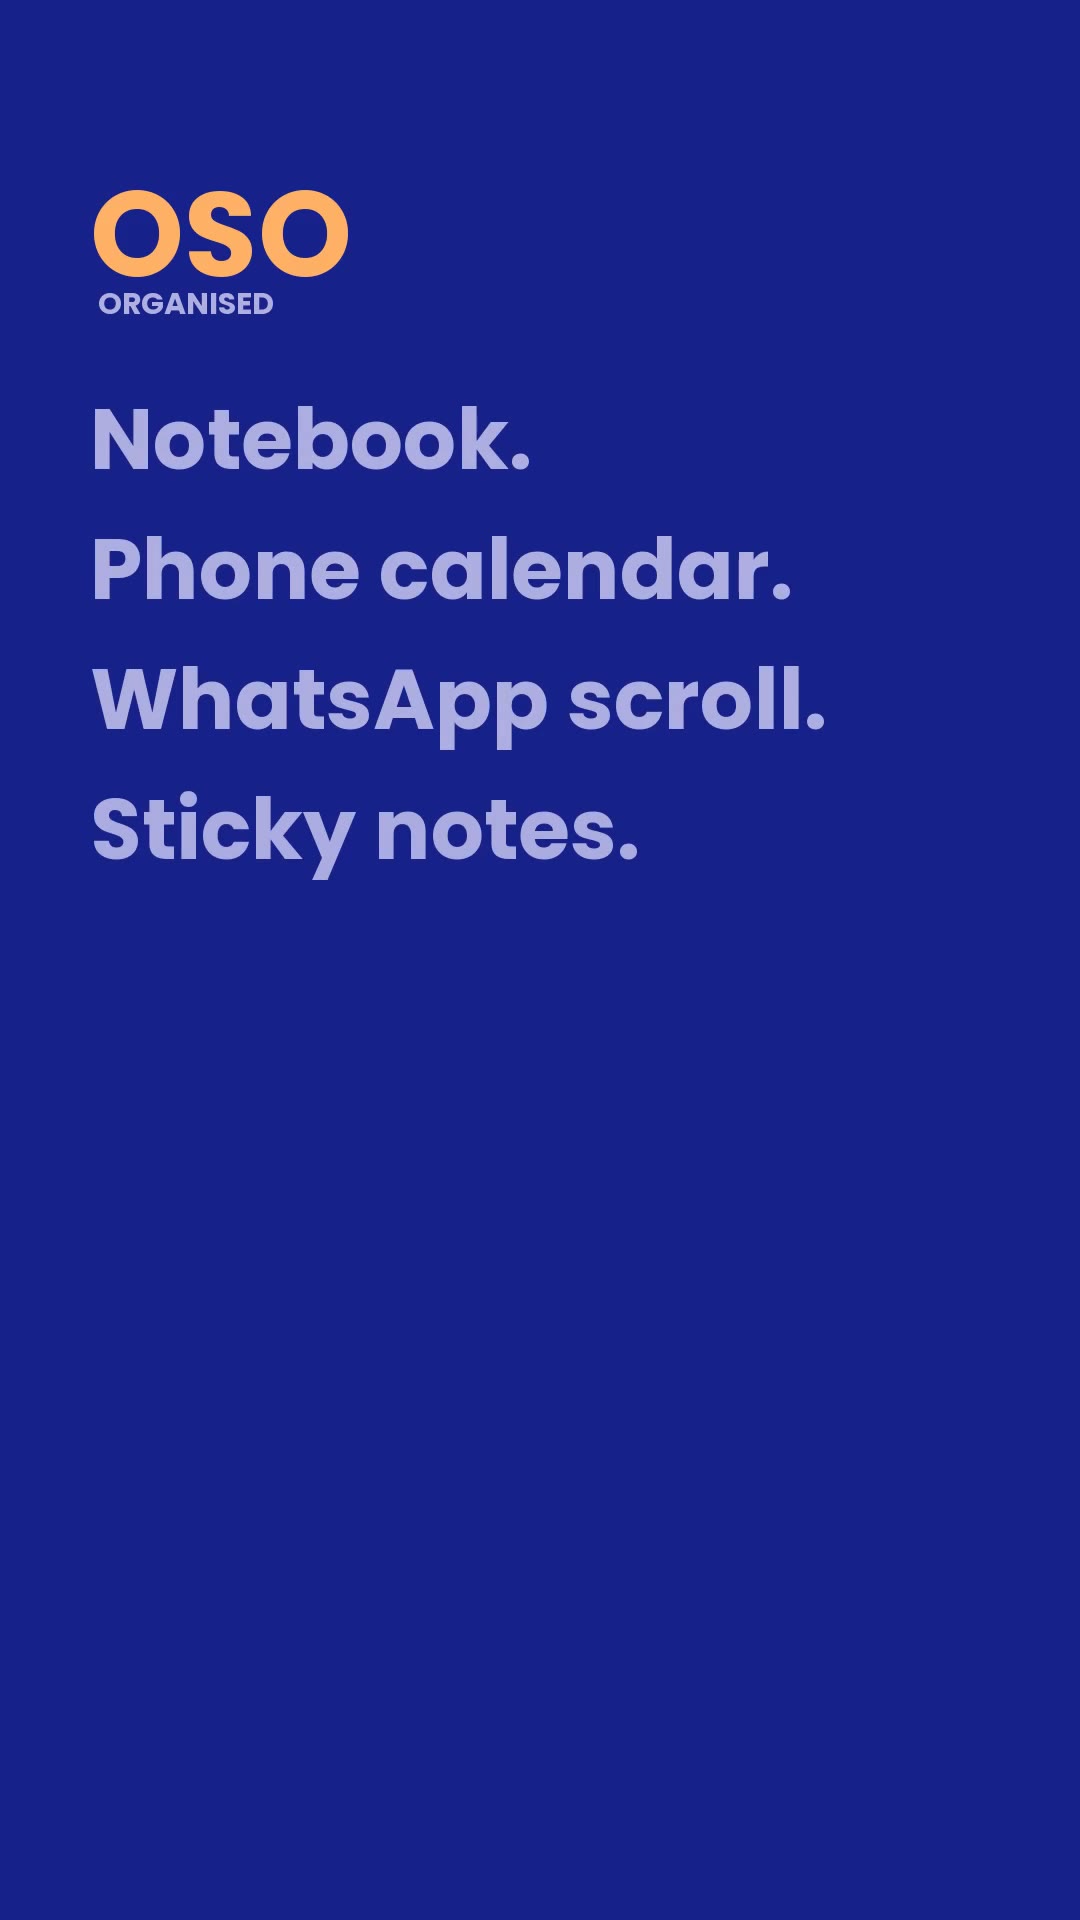 OSO
ORGANISED
Notebook.
Phone calendar.
WhatsApp scroll.
Sticky notes.